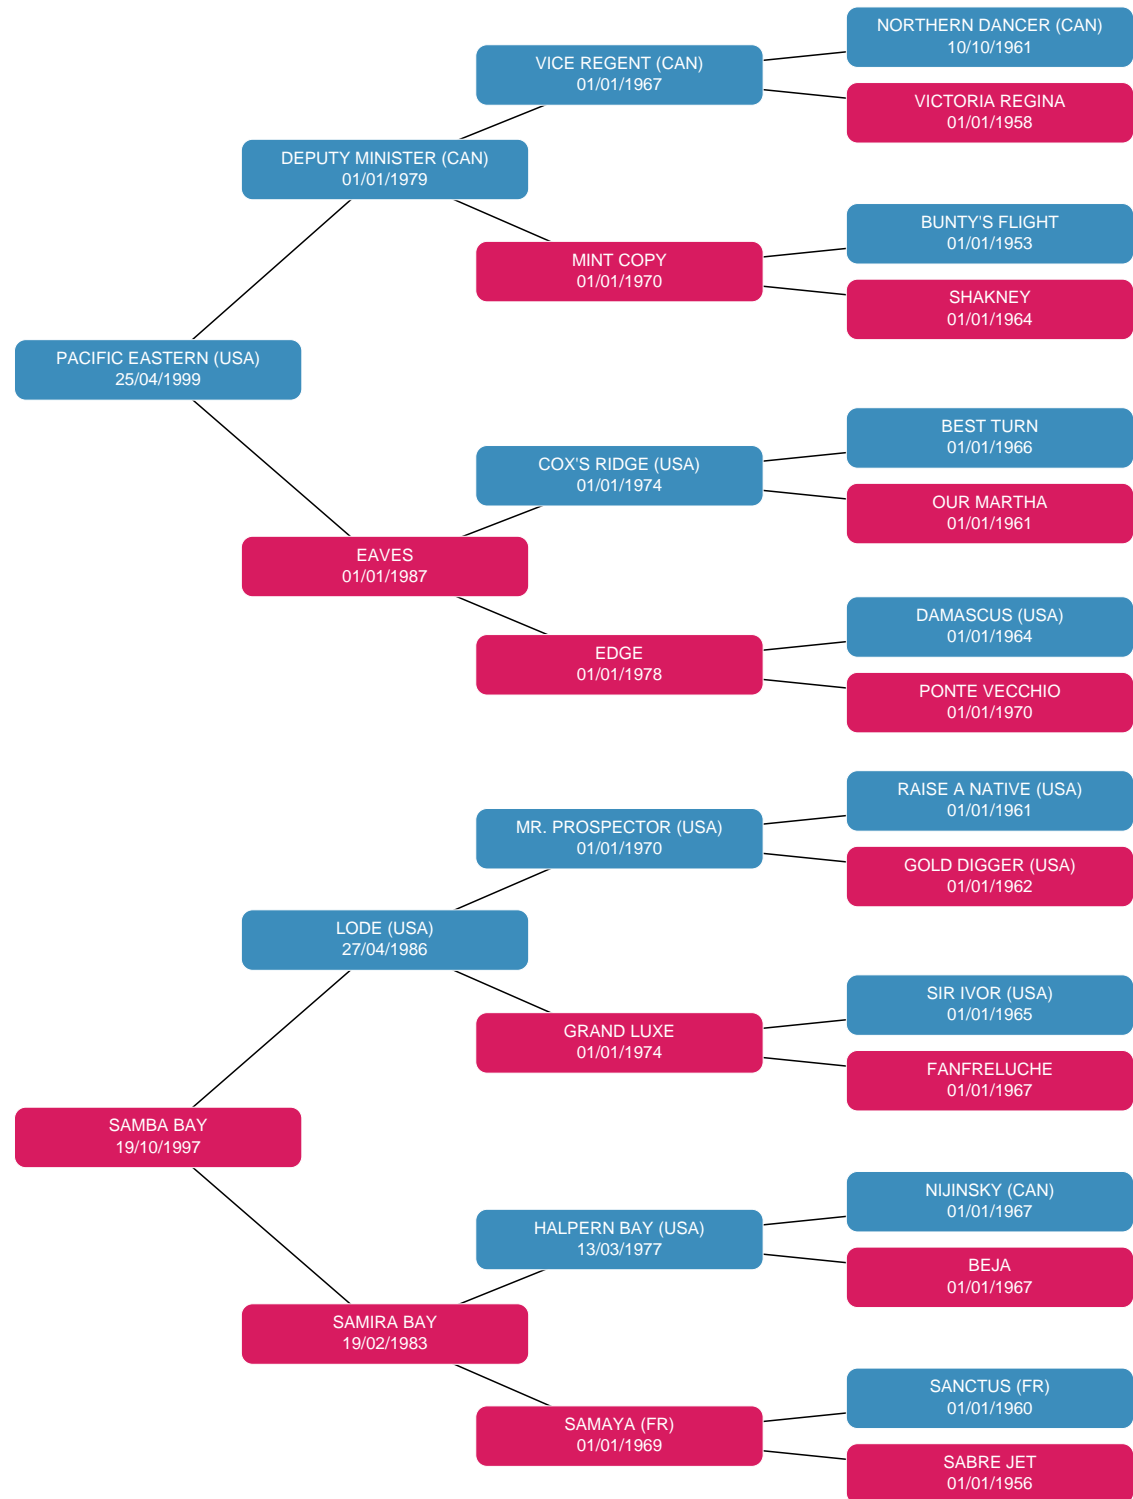 NORTHERN DANCER (CAN)
10/10/1961
VICE REGENT (CAN)
01/01/1967
VICTORIA REGINA
01/01/1958
DEPUTY MINISTER (CAN)
01/01/1979
BUNTY'S FLIGHT
01/01/1953
MINT COPY
01/01/1970
SHAKNEY
01/01/1964
PACIFIC EASTERN (USA)
25/04/1999
BEST TURN
01/01/1966
COX'S RIDGE (USA)
01/01/1974
OUR MARTHA
01/01/1961
EAVES
01/01/1987
DAMASCUS (USA)
01/01/1964
EDGE
01/01/1978
PONTE VECCHIO
01/01/1970
RAISE A NATIVE (USA)
01/01/1961
MR. PROSPECTOR (USA)
01/01/1970
GOLD DIGGER (USA)
01/01/1962
LODE (USA)
27/04/1986
SIR IVOR (USA)
01/01/1965
GRAND LUXE
01/01/1974
FANFRELUCHE
01/01/1967
SAMBA BAY
19/10/1997
NIJINSKY (CAN)
01/01/1967
HALPERN BAY (USA)
13/03/1977
BEJA
01/01/1967
SAMIRA BAY
19/02/1983
SANCTUS (FR)
01/01/1960
SAMAYA (FR)
01/01/1969
SABRE JET
01/01/1956